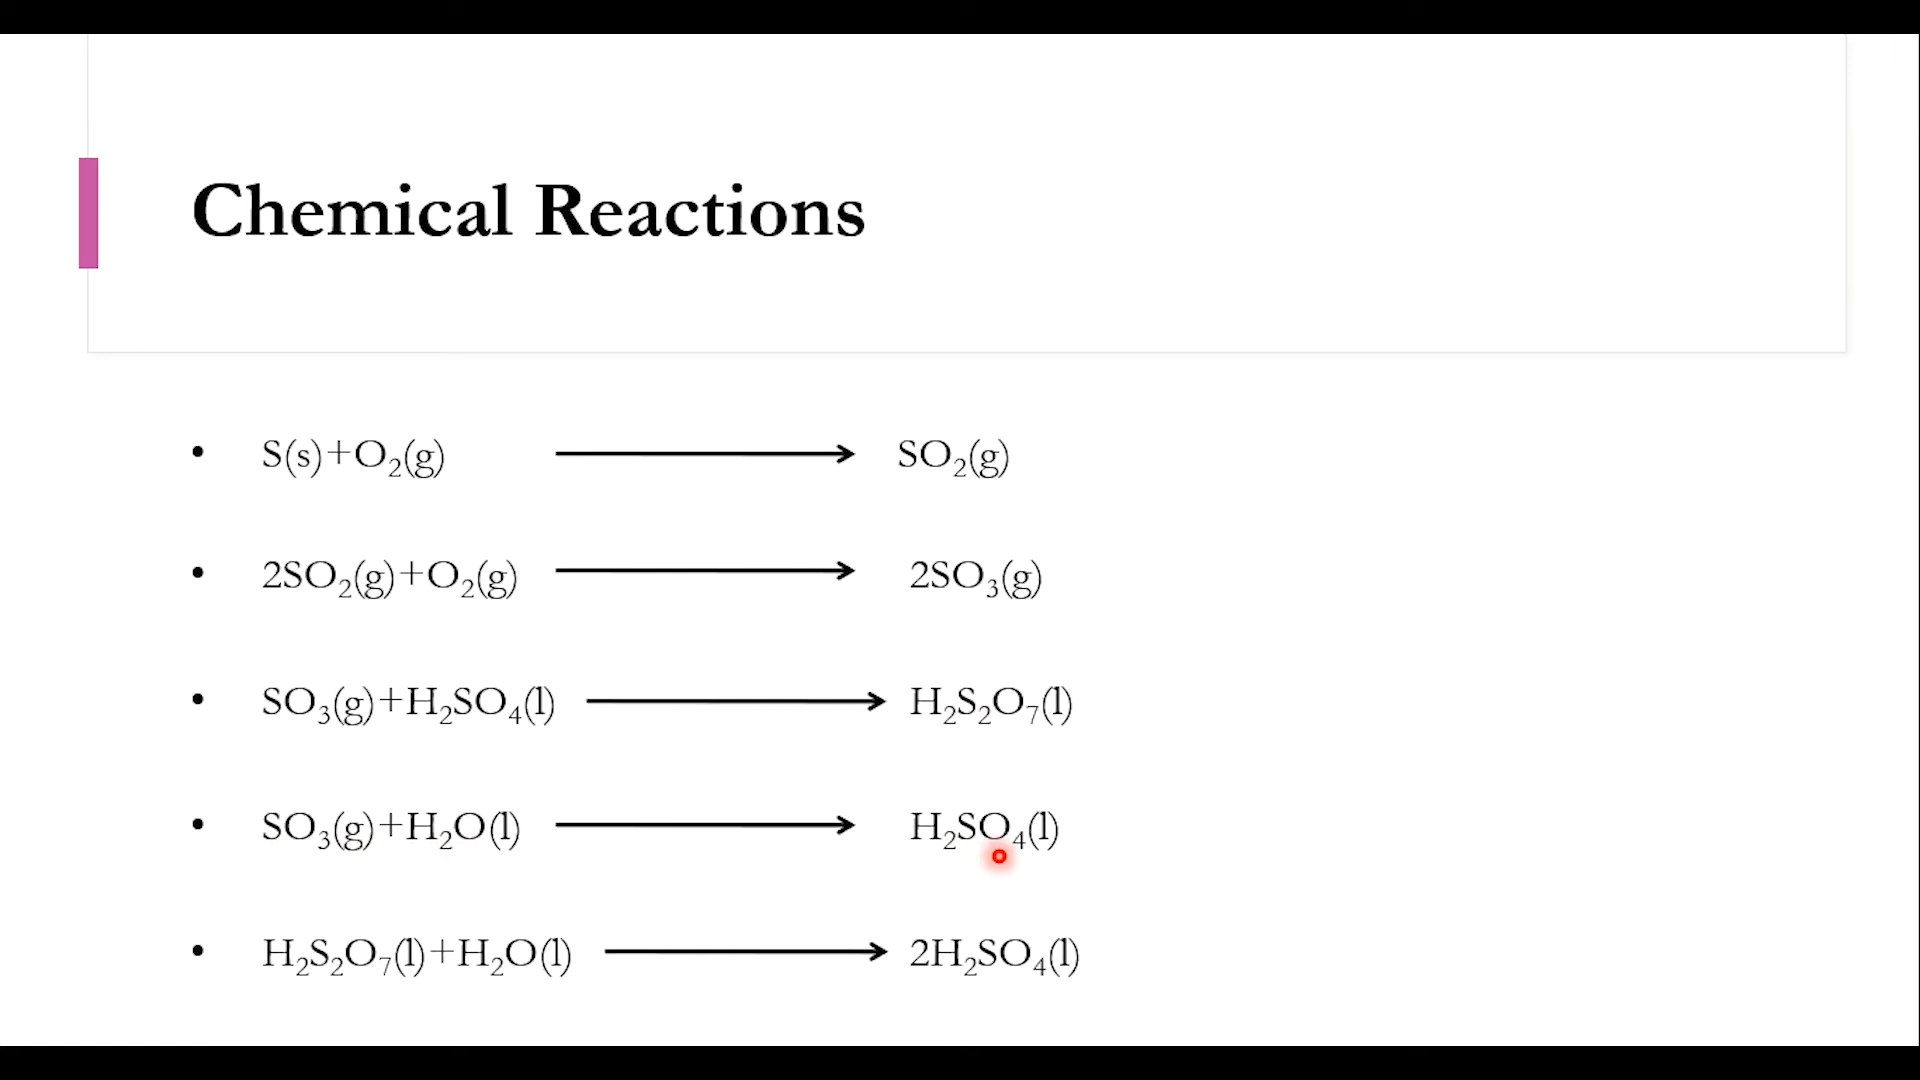 Chemical Reactions
• S(s)+O₂(g) ⟶ SO₂(g)
• 2SO₂(g)+O₂(g) ⟶ 2SO₃(g)
• SO₃(g)+H₂SO₄(l) ⟶ H₂S₂O₇(l)
• SO₃(g)+H₂O(l) ⟶ H₂SO₄(l)
• H₂S₂O₇(l)+H₂O(l) ⟶ 2H₂SO₄(l)